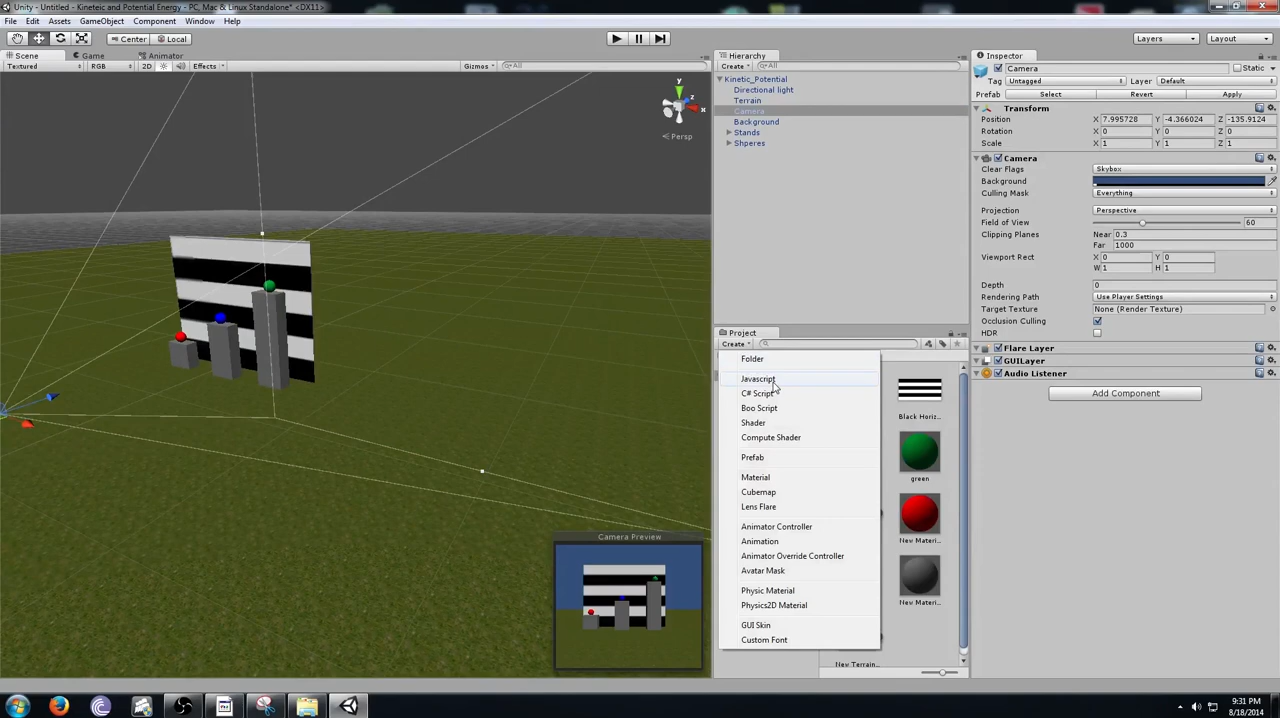 Unity - Untitled - Kineteic and Potential Energy - PC, Mac & Linux Standalone* <DX11>
File Edit Assets GameObject Component Window Help
Center Local Layers Layout
Scene Game Animator
Textured RGB 2D Effects Gizmos All
y
z
x
Persp
Camera Preview
Hierarchy
Create All
Kinetic_Potential
Directional light
Terrain
Camera
Background
Stands
Shperes
Project
Create
Folder
Javascript
C# Script
Boo Script
Shader
Compute Shader
Prefab
Material
Cubemap
Lens Flare
Animator Controller
Animation
Animator Override Controller
Avatar Mask
Physic Material
Physics2D Material
GUI Skin
Custom Font
Black Horiz...
green
New Materi...
New Materi...
New Terrain...
Inspector
Camera Static
Tag Untagged Layer Default
Prefab Select Revert Apply
Transform
Position X 7.995728 Y -4.366024 Z -135.9124
Rotation X 0 Y 0 Z 0
Scale X 1 Y 1 Z 1
Camera
Clear Flags Skybox
Background
Culling Mask Everything
Projection Perspective
Field of View 60
Clipping Planes Near 0.3
Far 1000
Viewport Rect X 0 Y 0
W 1 H 1
Depth 0
Rendering Path Use Player Settings
Target Texture None (Render Texture)
Occlusion Culling
HDR
Flare Layer
GUILayer
Audio Listener
Add Component
9:31 PM
8/18/2014